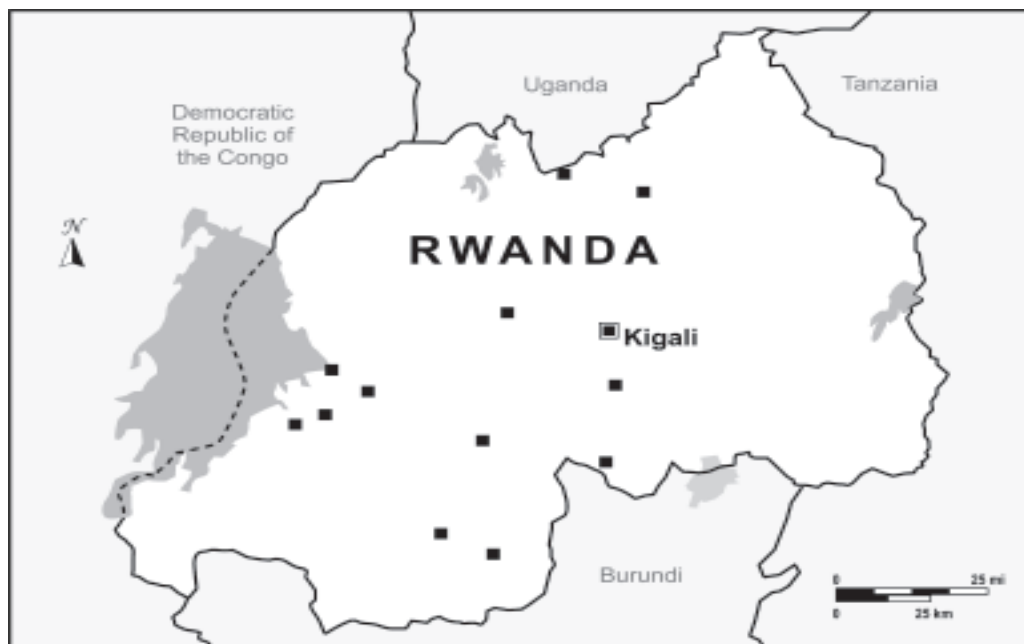 Uganda
Tanzania
Democratic
Republic of
the Congo
N
RWANDA
Kigali
Burundi
0 25 mi
0 25 km